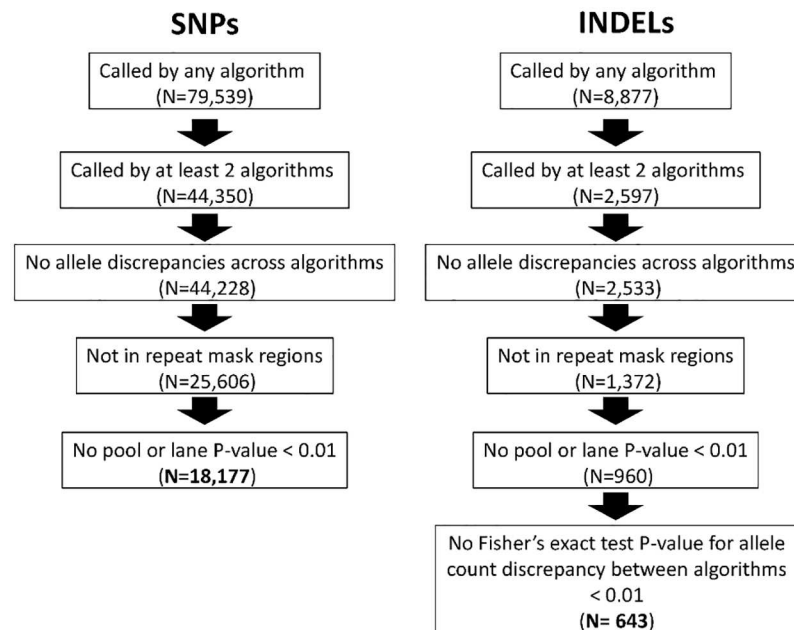 SNPs
Called by any algorithm
(N=79,539)
Called by at least 2 algorithms
(N=44,350)
No allele discrepancies across algorithms
(N=44,228)
Not in repeat mask regions
(N=25,606)
No pool or lane P-value < 0.01
(N=18,177)
INDELs
Called by any algorithm
(N=8,877)
Called by at least 2 algorithms
(N=2,597)
No allele discrepancies across algorithms
(N=2,533)
Not in repeat mask regions
(N=1,372)
No pool or lane P-value < 0.01
(N=960)
No Fisher’s exact test P-value for allele
count discrepancy between algorithms
< 0.01
(N= 643)